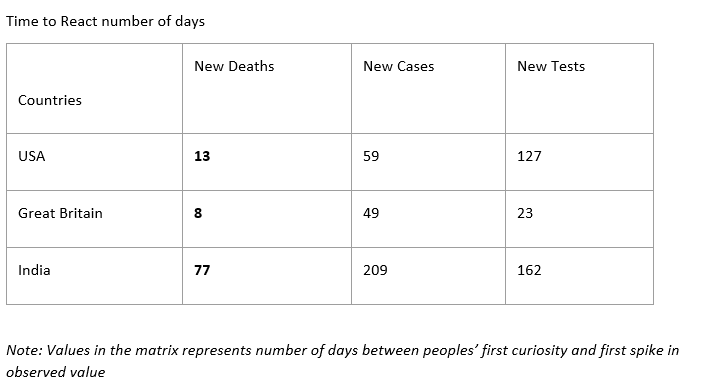 Time to React number of days
New Deaths New Cases New Tests
Countries
USA 13 59 127
Great Britain 8 49 23
India 77 209 162
Note: Values in the matrix represents number of days between peoples’ first curiosity and first spike in
observed value